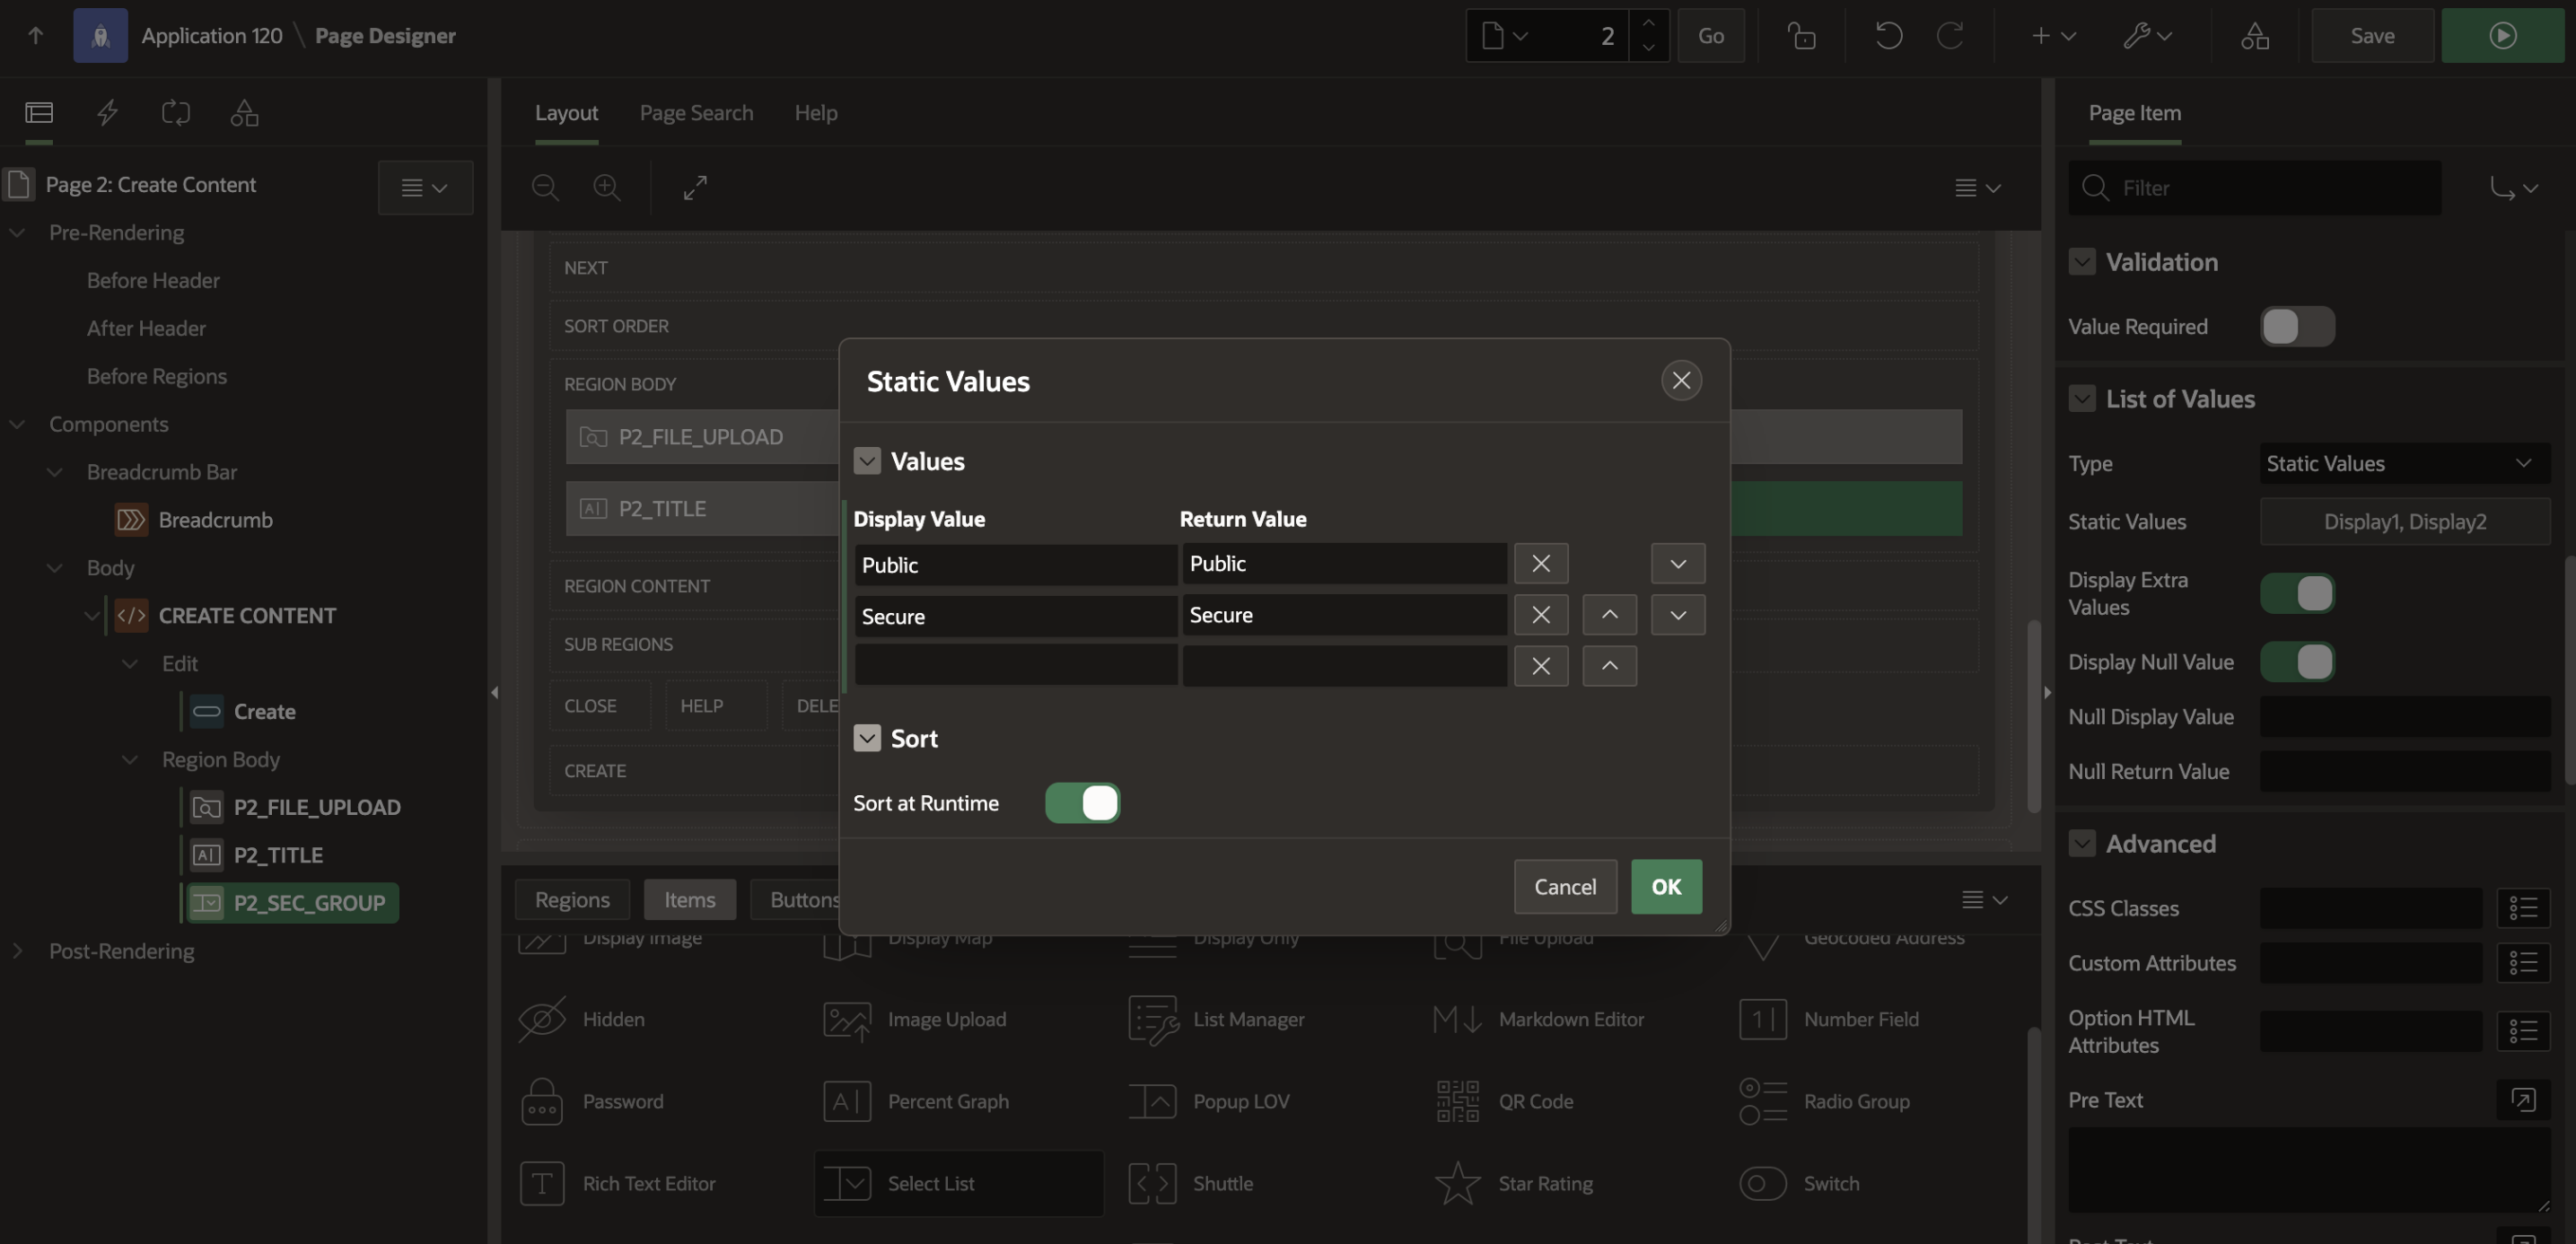 Application 120 \ Page Designer
2
Go
Save
Layout
Page Search
Help
Page Item
Page 2: Create Content
Filter
Pre-Rendering
Before Header
After Header
Before Regions
Components
Breadcrumb Bar
Breadcrumb
Body
CREATE CONTENT
Edit
Create
Region Body
P2_FILE_UPLOAD
P2_TITLE
P2_SEC_GROUP
Post-Rendering
NEXT
SORT ORDER
REGION BODY
P2_FILE_UPLOAD
P2_TITLE
REGION CONTENT
SUB REGIONS
CLOSE
HELP
DELE
CREATE
Static Values
Values
Display Value
Return Value
Public
Public
Secure
Secure
Sort
Sort at Runtime
Cancel
OK
Regions
Items
Buttons
Display Image
Display Map
Display Only
File Upload
Geocoded Address
Hidden
Image Upload
List Manager
Markdown Editor
Number Field
Password
Percent Graph
Popup LOV
QR Code
Radio Group
Rich Text Editor
Select List
Shuttle
Star Rating
Switch
Validation
Value Required
List of Values
Type
Static Values
Static Values
Display1, Display2
Display Extra
Values
Display Null Value
Null Display Value
Null Return Value
Advanced
CSS Classes
Custom Attributes
Option HTML
Attributes
Pre Text